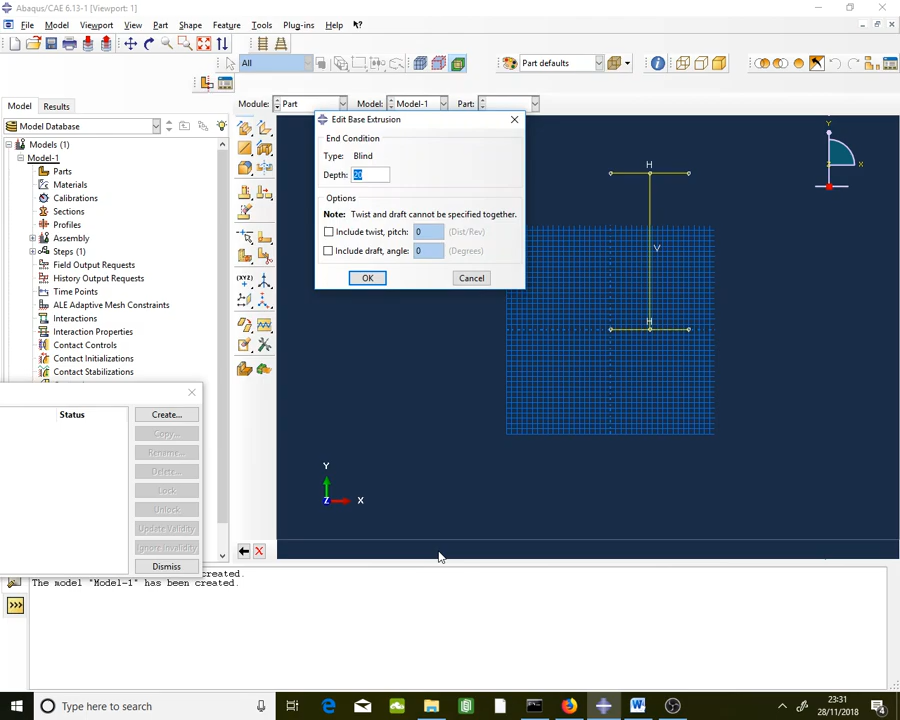 Abaqus/CAE 6.13-1 [Viewport: 1]
File Model Viewport View Part Shape Feature Tools Plug-ins Help
All Part defaults
Model Results Module: Part Model: Model-1 Part:
Model Database
Models (1)
Model-1
Parts
Materials
Calibrations
Sections
Profiles
Assembly
Steps (1)
Field Output Requests
History Output Requests
Time Points
ALE Adaptive Mesh Constraints
Interactions
Interaction Properties
Contact Controls
Contact Initializations
Contact Stabilizations
Status
Create...
Copy...
Rename...
Delete...
Lock
Unlock
Update Validity
Ignore Invalidity
Dismiss
Edit Base Extrusion
End Condition
Type: Blind
Depth: 20
Options
Note: Twist and draft cannot be specified together.
Include twist, pitch: 0 (Dist/Rev)
Include draft, angle: 0 (Degrees)
OK Cancel
H
V
H
Y
Z X
Y
Z X
(XYZ)
created.
The model "Model-1" has been created.
>>>
Type here to search
23:31
28/11/2018
4